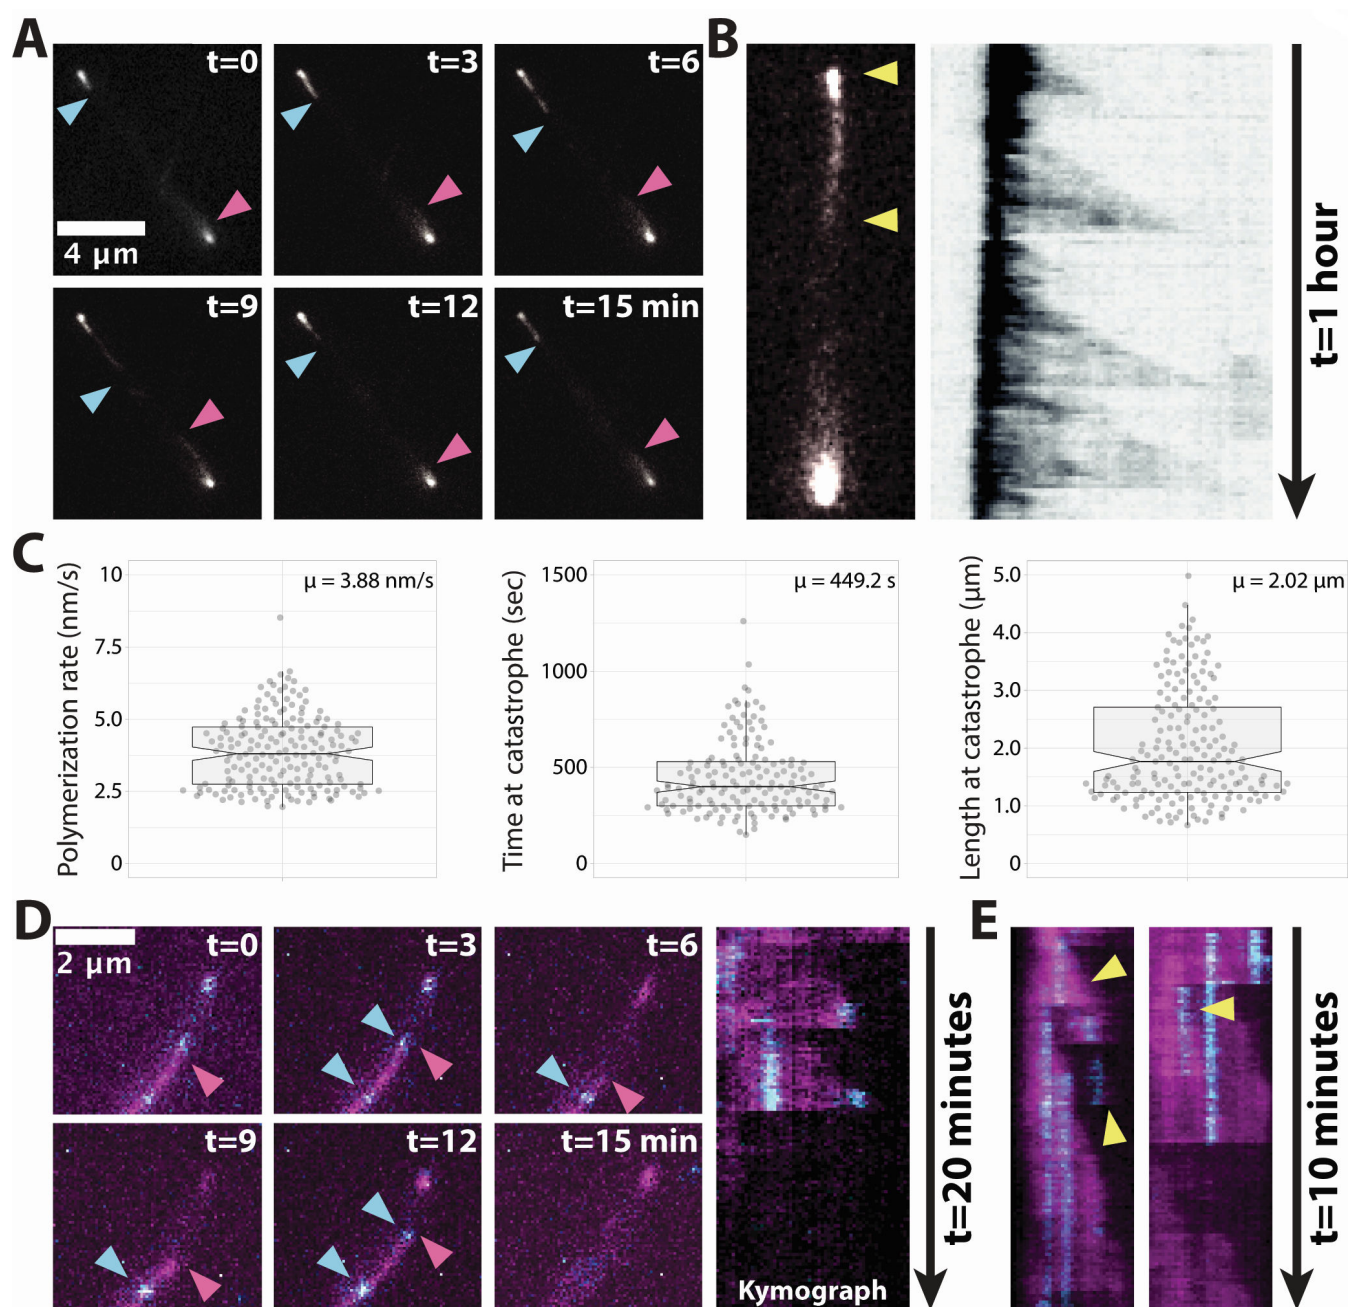 A
t=0
t=3
t=6
4 μm
t=9
t=12
t=15 min
B
t=1 hour
C
Polymerization rate (nm/s)
10
7.5
5.0
2.5
0
μ = 3.88 nm/s
Time at catastrophe (sec)
1500
1000
500
0
μ = 449.2 s
Length at catastrophe (μm)
5.0
4.0
3.0
2.0
1.0
0
μ = 2.02 μm
D
2 μm
t=0
t=3
t=6
t=9
t=12
t=15 min
Kymograph
t=20 minutes
E
t=10 minutes